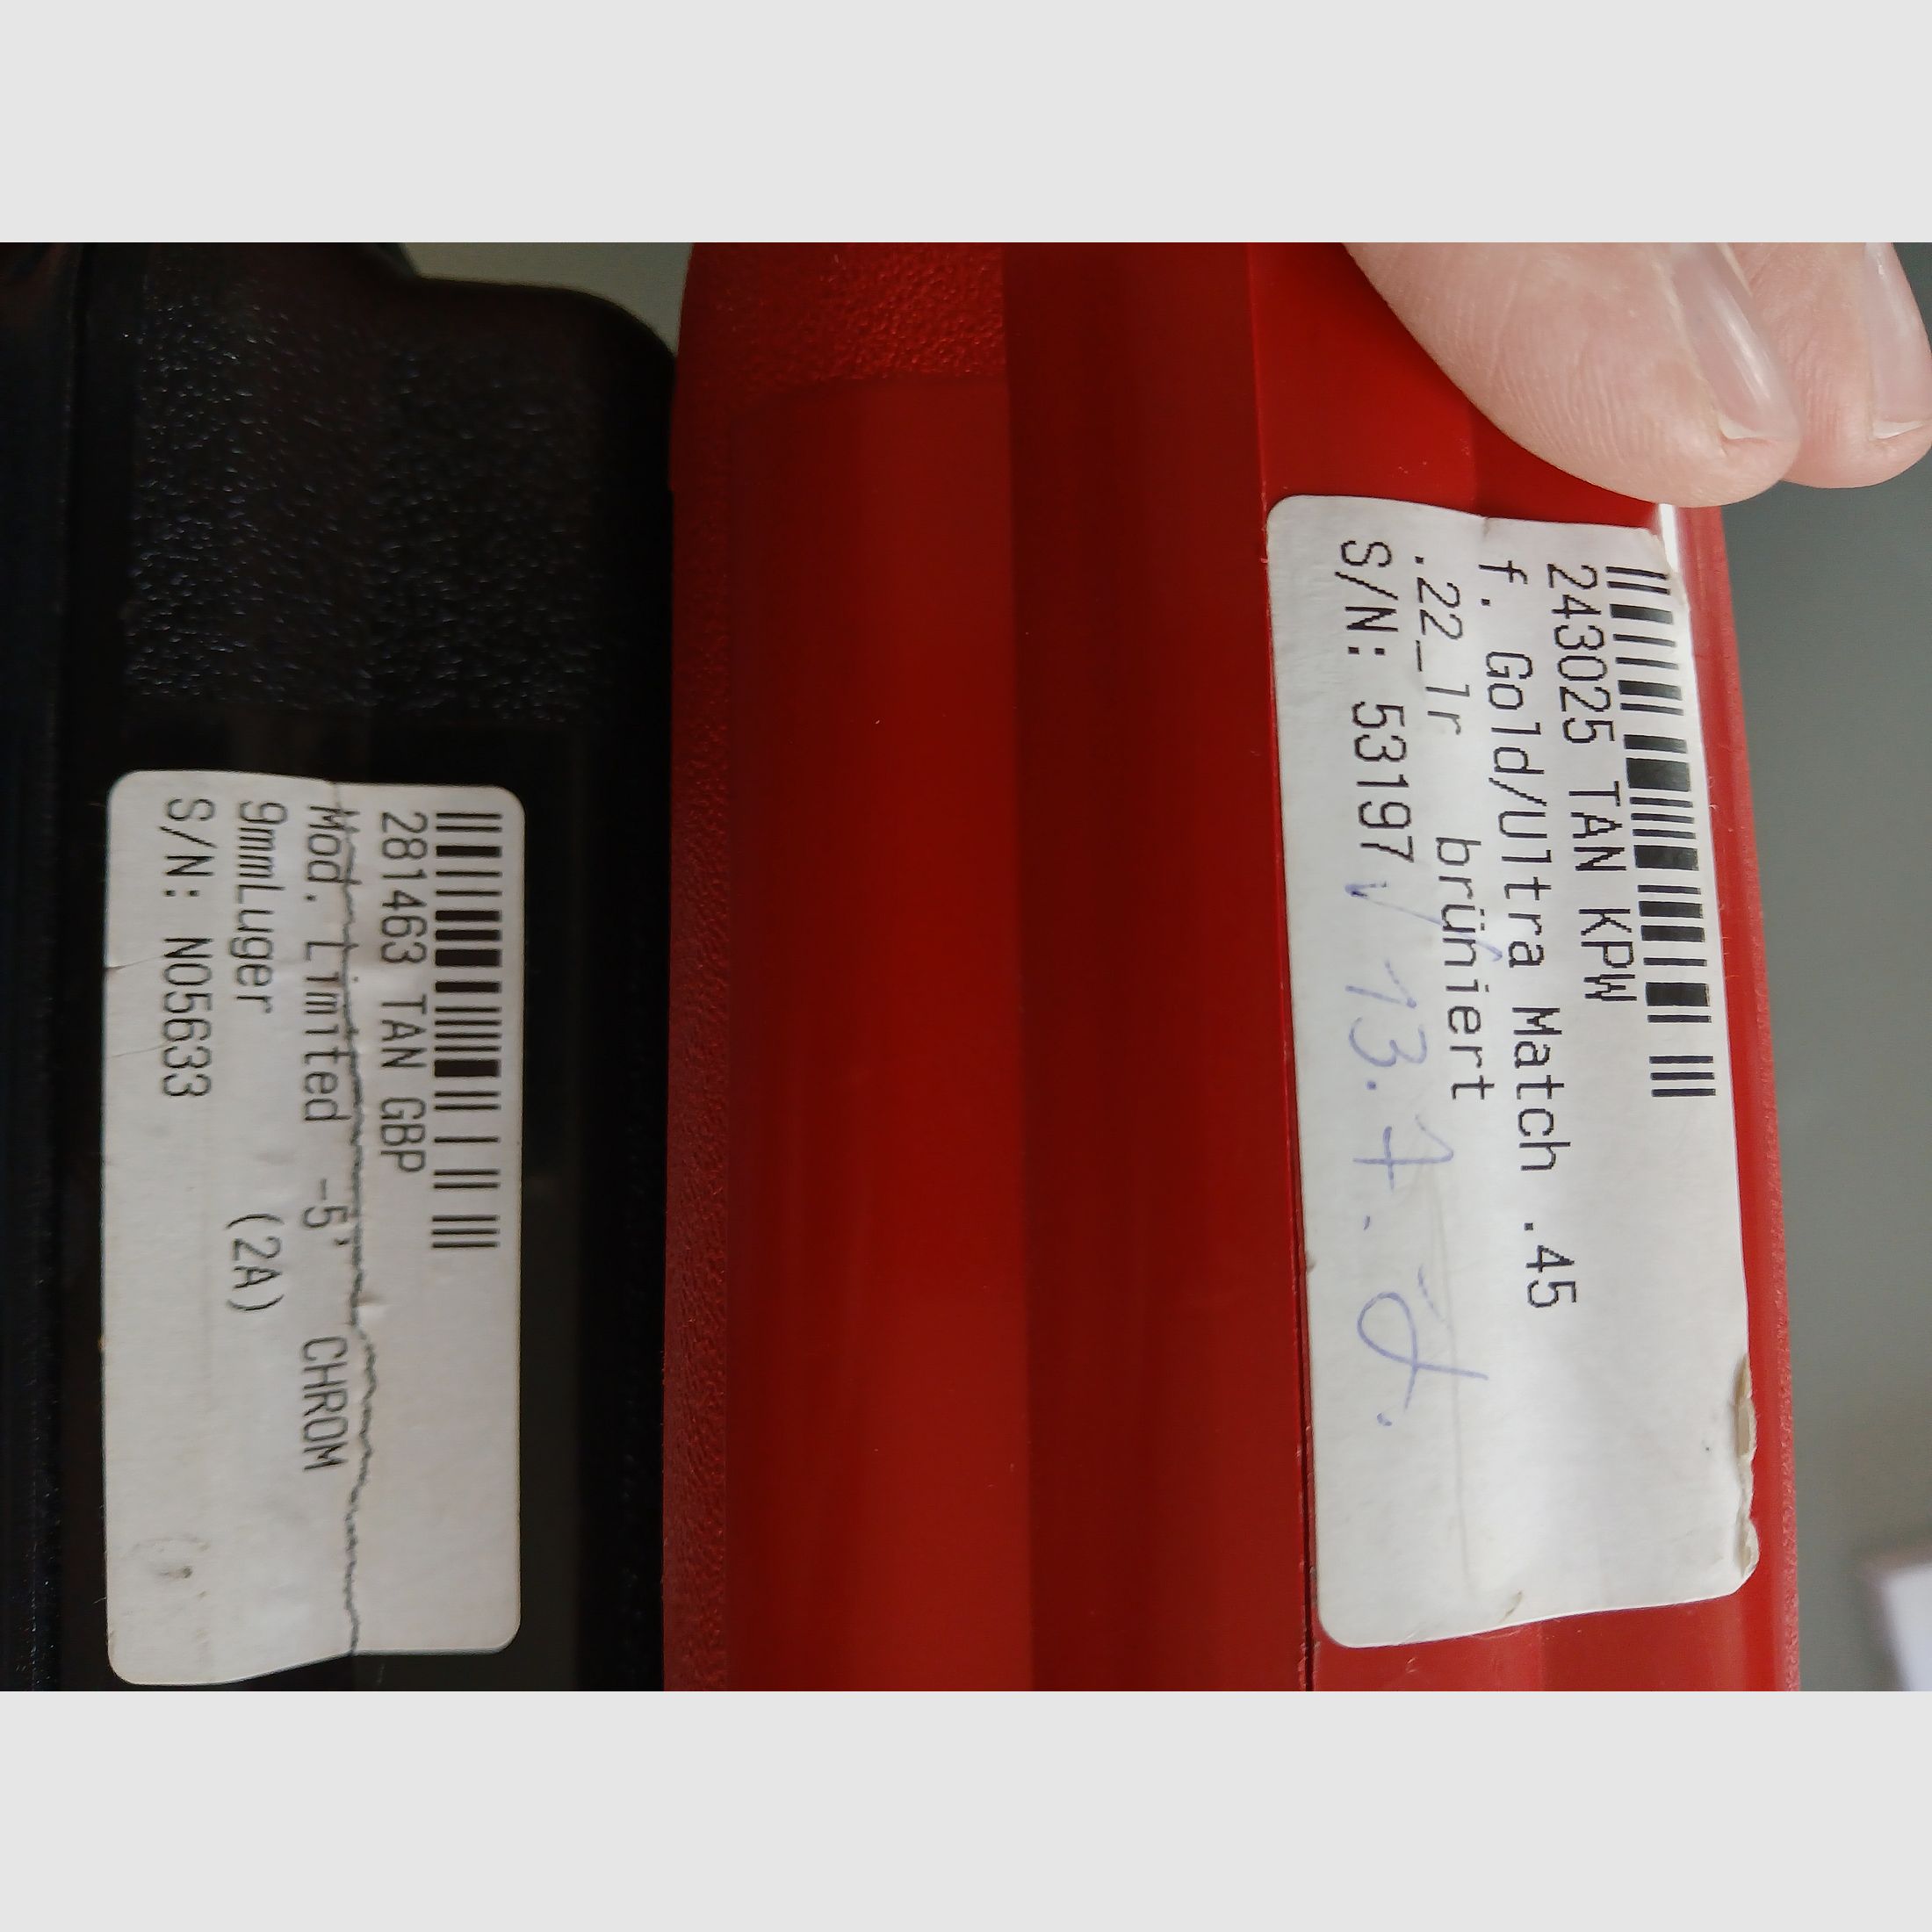 281463 TAN GBP
Mod. Limited -5' CHROM
9mmLuger (2A)
S/N: N05633
243025 TAN KPW
f. Gold/Ultra Match .45
.22_lr brüniert
S/N: 53197